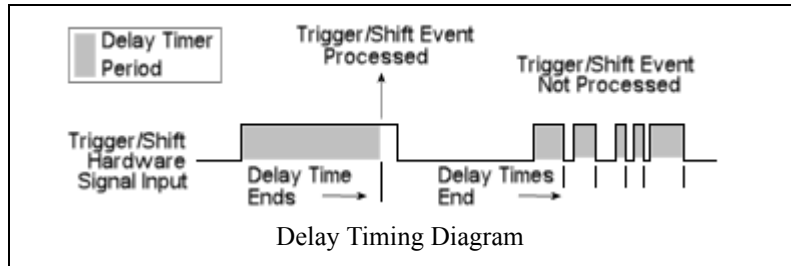 Delay Timer
Period
Trigger/Shift Event
Processed
Trigger/Shift Event
Not Processed
Trigger/Shift
Hardware
Signal Input
Delay Time
Ends
Delay Times
End
Delay Timing Diagram